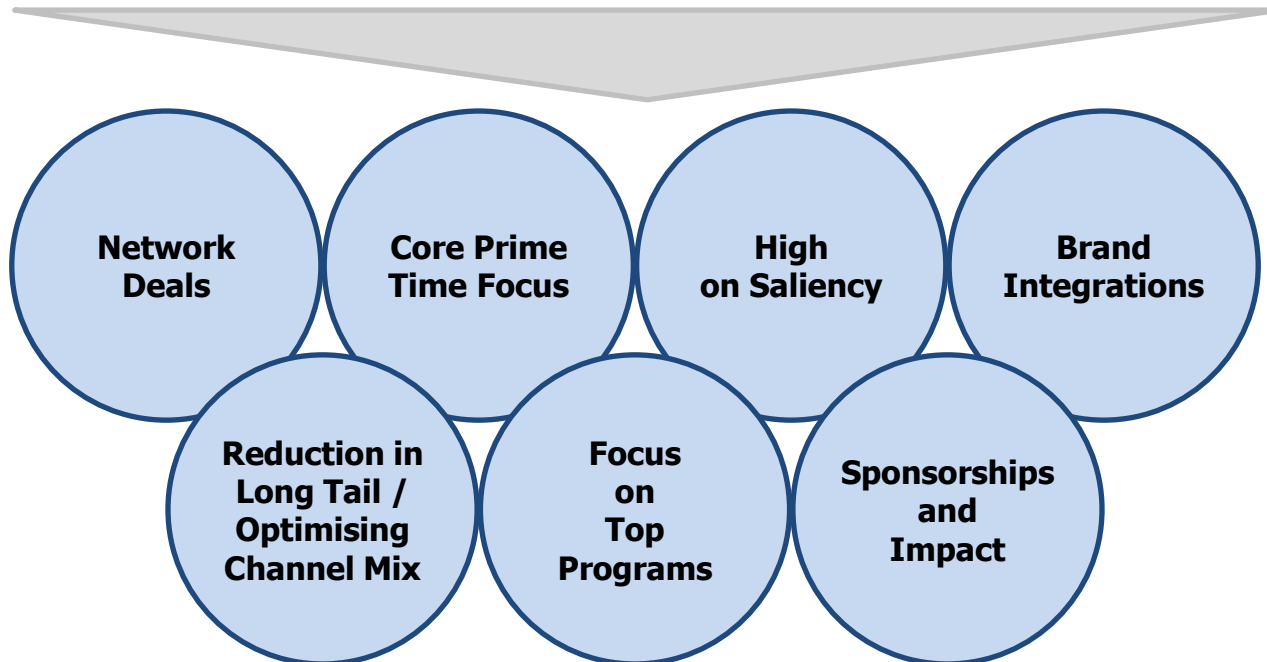 Network
Deals
Core Prime
Time Focus
High
on Saliency
Brand
Integrations
Reduction in
Long Tail /
Optimising
Channel Mix
Focus
on
Top
Programs
Sponsorships
and
Impact